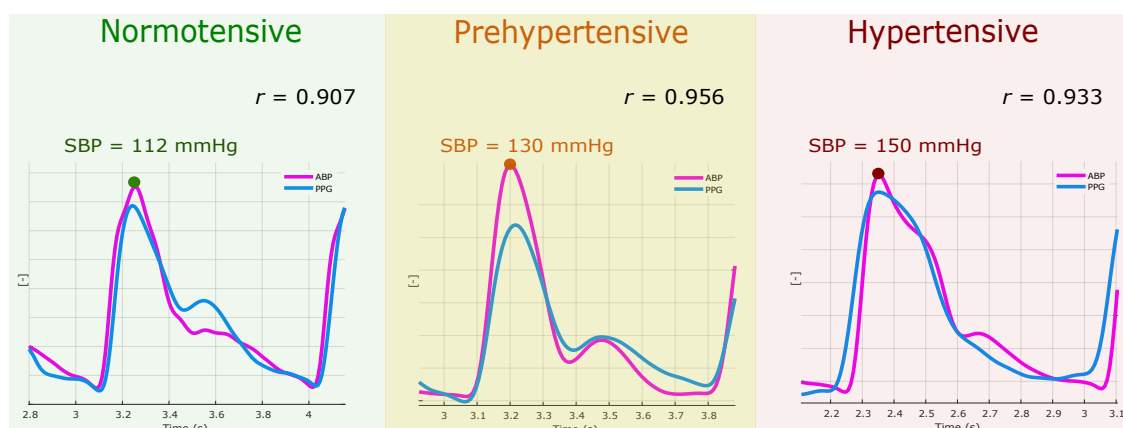 Normotensive
r = 0.907
SBP = 112 mmHg
ABP
PPG
[-]
2.8 3 3.2 3.4 3.6 3.8 4
Time (s)
Prehypertensive
r = 0.956
SBP = 130 mmHg
ABP
PPG
[-]
3 3.1 3.2 3.3 3.4 3.5 3.6 3.7 3.8
Time (s)
Hypertensive
r = 0.933
SBP = 150 mmHg
ABP
PPG
[-]
2.2 2.3 2.4 2.5 2.6 2.7 2.8 2.9 3 3.1
Time (s)